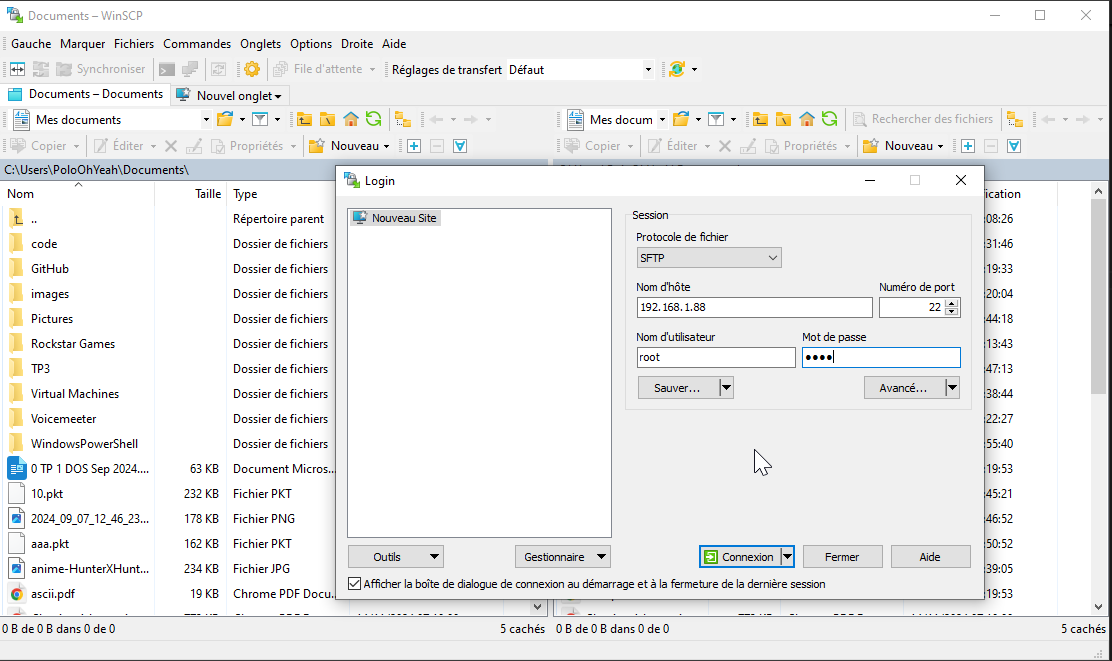 Documents – WinSCP
Gauche Marquer Fichiers Commandes Onglets Options Droite Aide
Synchroniser File d'attente Réglages de transfert Défaut
Documents – Documents Nouvel onglet
Mes documents Mes docum Rechercher des fichiers
Copier Éditer Propriétés Nouveau Copier Éditer Propriétés Nouveau
C:\Users\PoloOhYeah\Documents\
Nom Taille Type
.. Répertoire parent :08:26
code Dossier de fichiers :31:46
GitHub Dossier de fichiers :19:33
images Dossier de fichiers :20:04
Pictures Dossier de fichiers :44:18
Rockstar Games Dossier de fichiers :13:43
TP3 Dossier de fichiers :47:13
Virtual Machines Dossier de fichiers :38:44
Voicemeeter Dossier de fichiers :22:27
WindowsPowerShell Dossier de fichiers :55:40
0 TP 1 DOS Sep 2024.... 63 KB Document Micros... :19:53
10.pkt 232 KB Fichier PKT :45:21
2024_09_07_12_46_23... 178 KB Fichier PNG :46:52
aaa.pkt 162 KB Fichier PKT :50:52
anime-HunterXHunt... 234 KB Fichier JPG :39:05
ascii.pdf 19 KB Chrome PDF Docu... :19:53
0 B de 0 B dans 0 de 0 5 cachés 0 B de 0 B dans 0 de 0 5 cachés
Login
Nouveau Site
Session
Protocole de fichier
SFTP
Nom d'hôte Numéro de port
192.168.1.88 22
Nom d'utilisateur Mot de passe
root ●●●●
Sauver... Avancé...
Outils Gestionnaire Connexion Fermer Aide
Afficher la boîte de dialogue de connexion au démarrage et à la fermeture de la dernière session